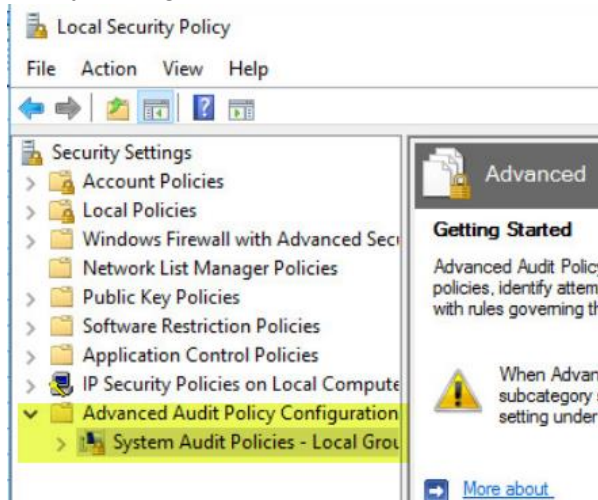 Local Security Policy
File Action View Help
Security Settings
Account Policies
Local Policies
Windows Firewall with Advanced Secu
Network List Manager Policies
Public Key Policies
Software Restriction Policies
Application Control Policies
IP Security Policies on Local Compute
Advanced Audit Policy Configuration
System Audit Policies - Local Grou
Advanced
Getting Started
Advanced Audit Policy
policies, identify attem
with rules governing th
When Advan
subcategory s
setting under
More about